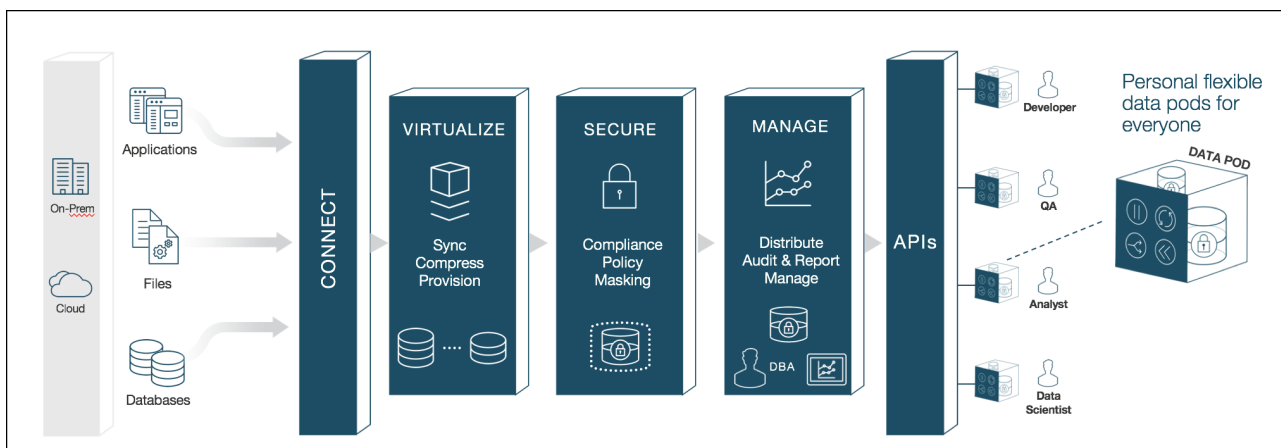 On-Prem
Cloud
Applications
Files
Databases
CONNECT
VIRTUALIZE
Sync
Compress
Provision
SECURE
Compliance
Policy
Masking
MANAGE
Distribute
Audit & Report
Manage
DBA
APIs
Developer
QA
Analyst
Data
Scientist
Personal flexible
data pods for
everyone
DATA POD